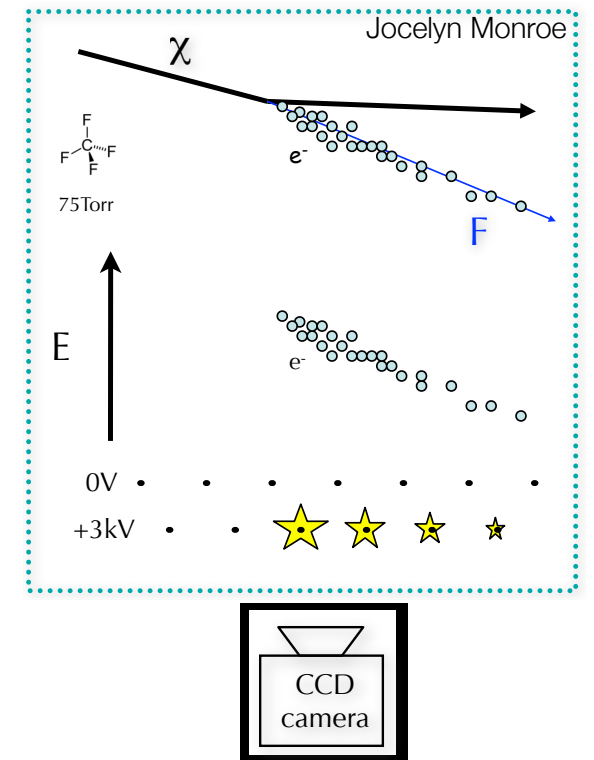 Jocelyn Monroe
χ
F
F C F
F
75Torr
e-
F
E
e-
0V
+3kV
CCD
camera